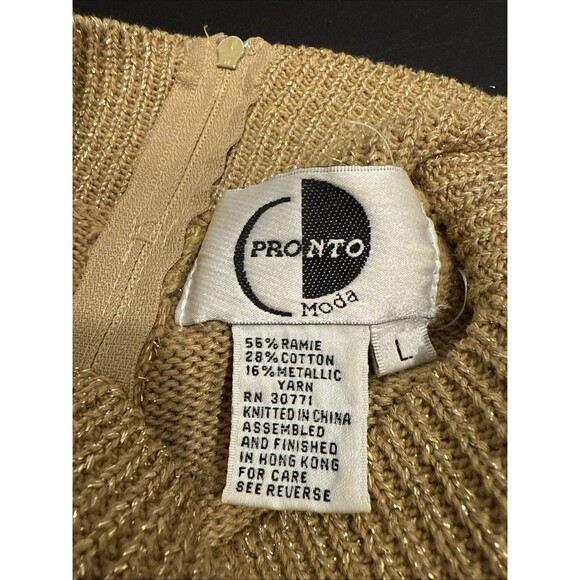 PRONTO
Moda
L.
56% RAMIE
28% COTTON
16% METALLIC
YARN
RN 30771
KNITTED IN CHINA
ASSEMBLED
AND FINISHED
IN HONG KONG
FOR CARE
SEE REVERSE